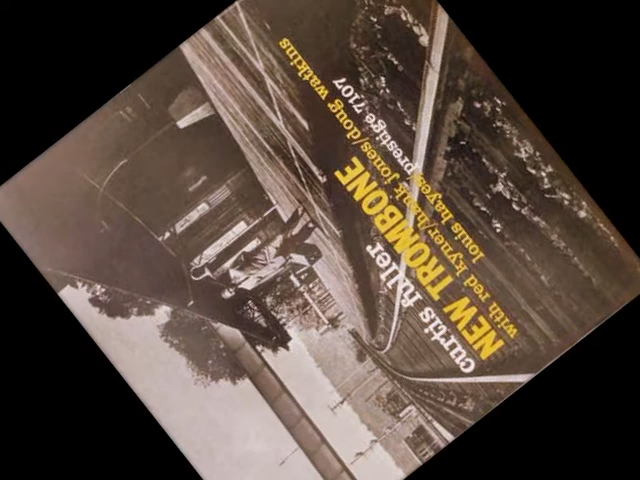 curtis fuller
NEW TROMBONE
with red kyner/hank jones/doug watkins
louis hayes/prestige 7107